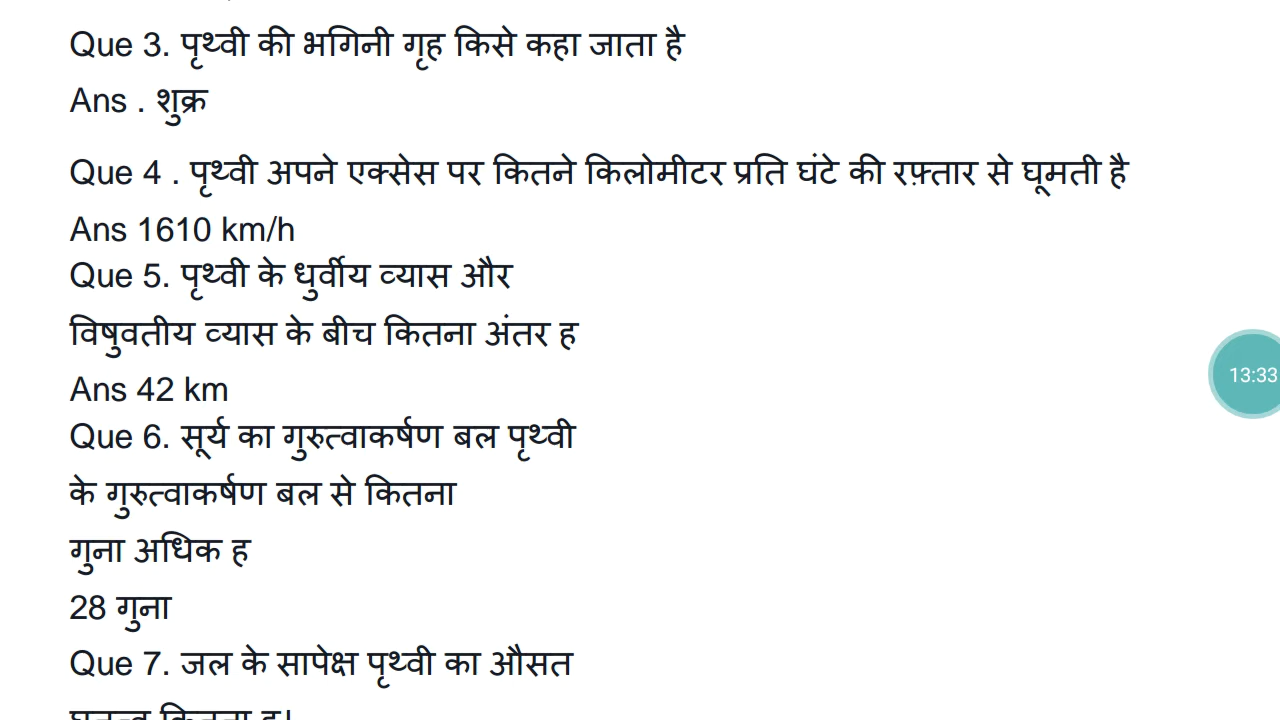 Que 3. पृथ्वी की भगिनी गृह किसे कहा जाता है
Ans . शुक्र
Que 4 . पृथ्वी अपने एक्सेस पर कितने किलोमीटर प्रति घंटे की रफ़्तार से घूमती है
Ans 1610 km/h
Que 5. पृथ्वी के धुर्वीय व्यास और
विषुवतीय व्यास के बीच कितना अंतर ह
Ans 42 km
13:33
Que 6. सूर्य का गुरुत्वाकर्षण बल पृथ्वी
के गुरुत्वाकर्षण बल से कितना
गुना अधिक ह
28 गुना
Que 7. जल के सापेक्ष पृथ्वी का औसत